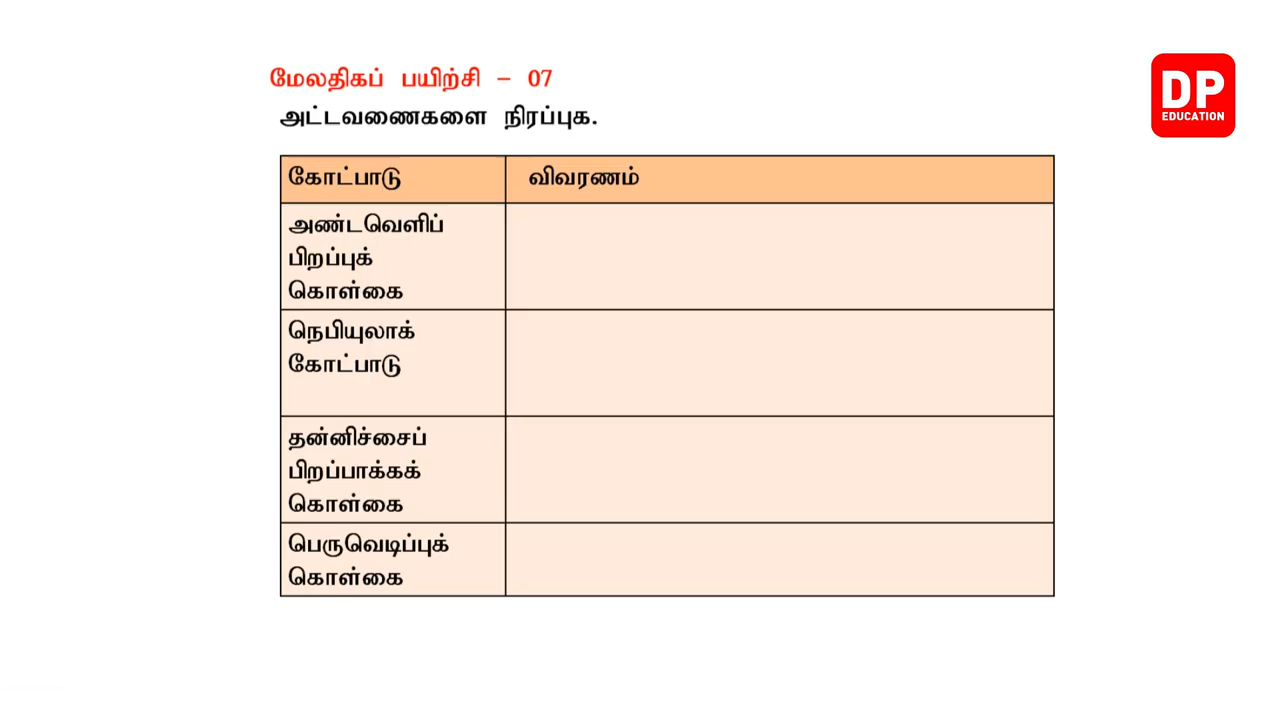 மேலதிகப் பயிற்சி – 07
DP
EDUCATION
அட்டவணைகளை நிரப்புக.
கோட்பாடு விவரணம்
அண்டவெளிப்
பிறப்புக்
கொள்கை
நெபியுலாக்
கோட்பாடு
தன்னிச்சைப்
பிறப்பாக்கக்
கொள்கை
பெருவெடிப்புக்
கொள்கை